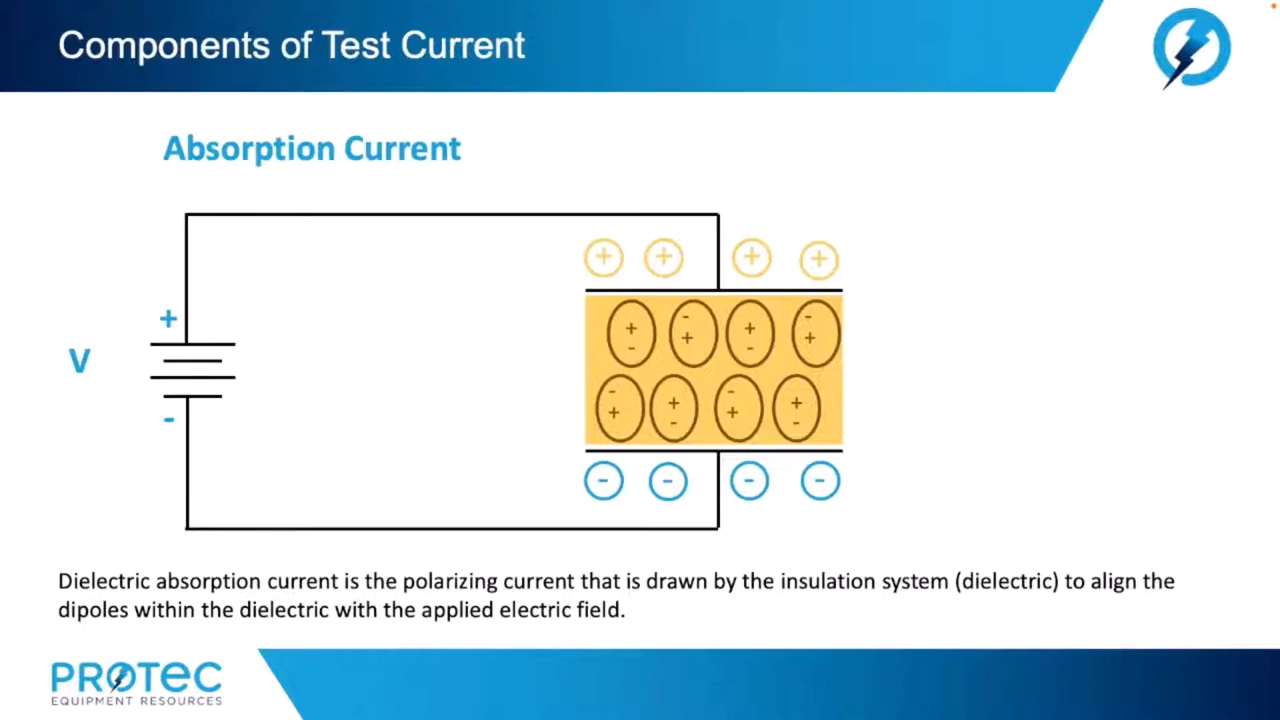 Components of Test Current
Absorption Current
+ + + +
+
V
-
+ - + -
- + - +
+ - + -
- + - +
- + - +
+ - + -
- - - -
Dielectric absorption current is the polarizing current that is drawn by the insulation system (dielectric) to align the
dipoles within the dielectric with the applied electric field.
PROTEC
EQUIPMENT RESOURCES